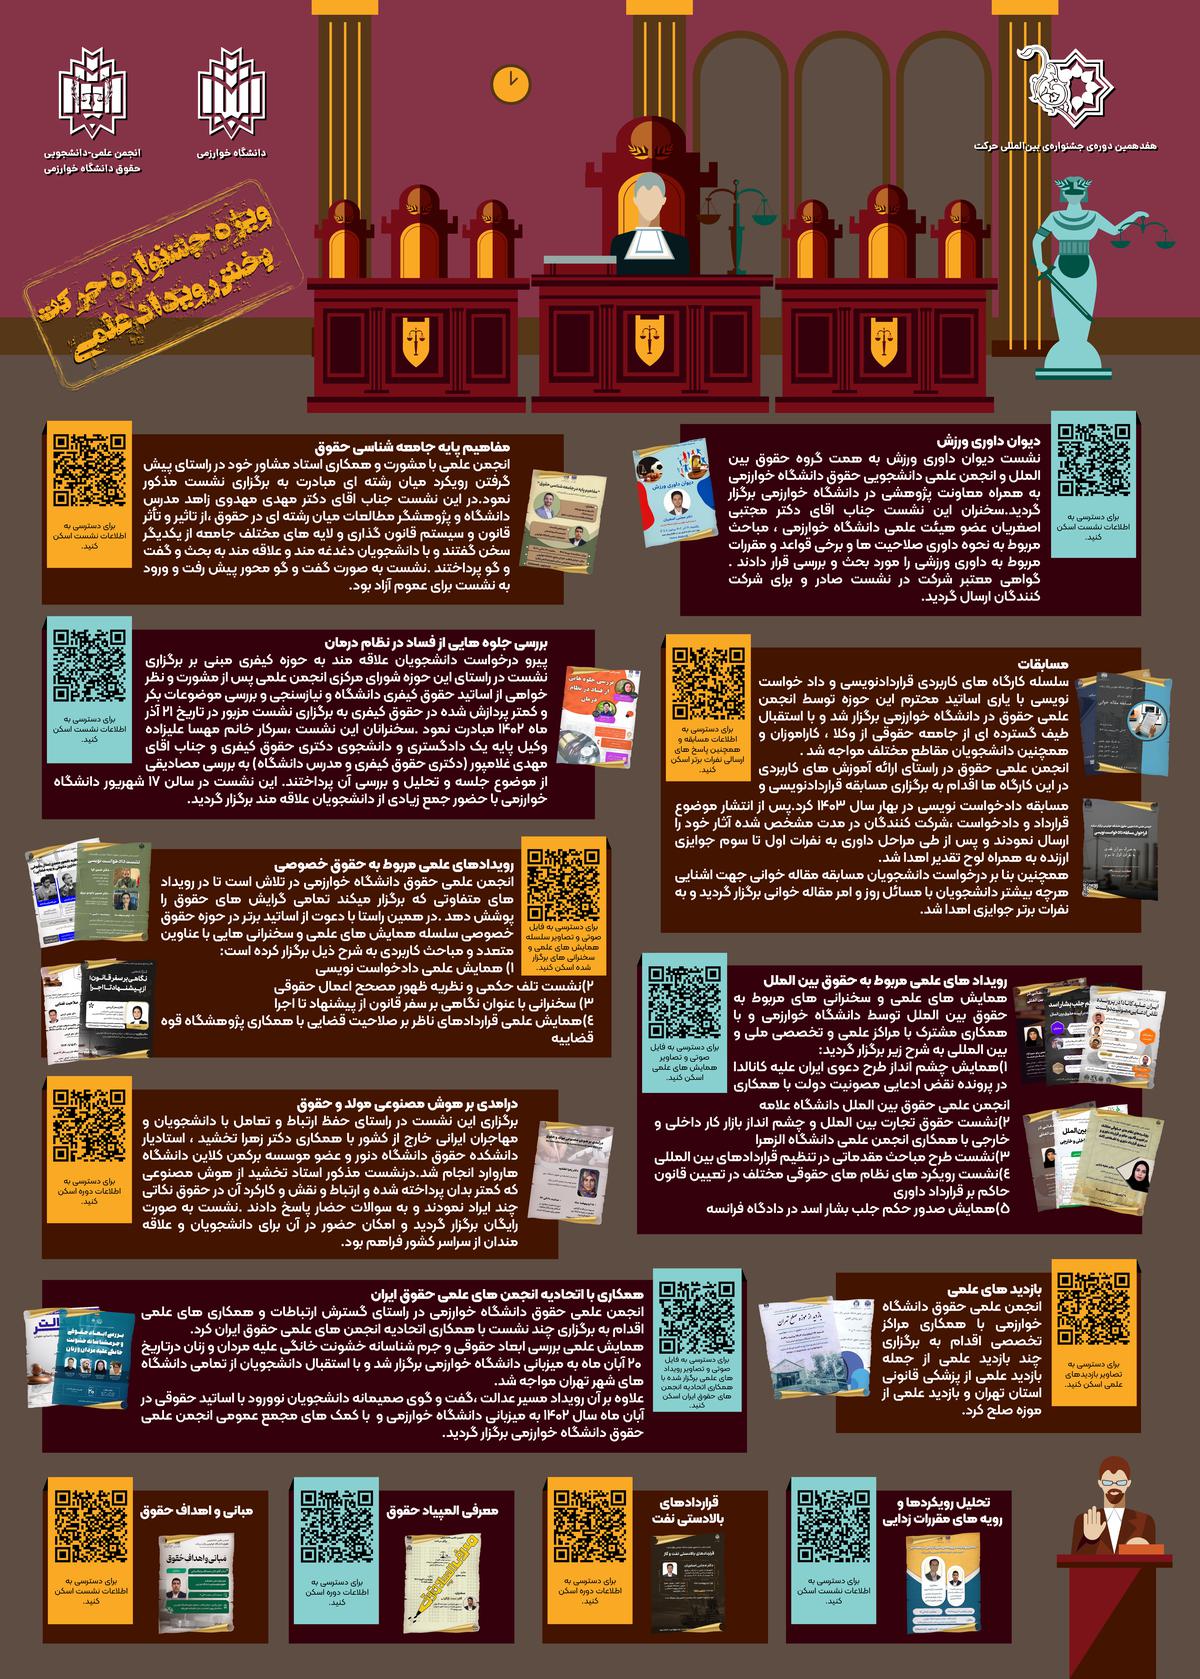 هفدهمین دوره‌ی جشنواره‌ی بین‌المللی حرکت
دانشگاه خوارزمی
انجمن علمی-دانشجویی
حقوق دانشگاه خوارزمی
ویژه جشنواره حرکت
بخش رویداد علمی
دیوان داوری ورزش
نشست دیوان داوری ورزش به همت گروه حقوق بین
الملل و انجمن علمی دانشجویی حقوق دانشگاه خوارزمی
به همراه معاونت پژوهشی در دانشگاه خوارزمی برگزار
گردید.سخنران این نشست جناب اقای دکتر مجتبی
اصغریان عضو هیئت علمی دانشگاه خوارزمی ، مباحث
مربوط به نحوه داوری صلاحیت ها و برخی قواعد و مقررات
مربوط به داوری ورزشی را مورد بحث و بررسی قرار دادند .
گواهی معتبر شرکت در نشست صادر و برای شرکت
کنندگان ارسال گردید.
برای دسترسی به
اطلاعات نشست اسکن
کنید.
دیوان داوری ورزش
مفاهیم پایه جامعه شناسی حقوق
انجمن علمی با مشورت و همکاری استاد مشاور خود در راستای پیش
گرفتن رویکرد میان رشته ای مبادرت به برگزاری نشست مذکور
نمود.در این نشست جناب اقای دکتر مهدی مهدوی زاهد مدرس
دانشگاه و پژوهشگر مطالعات میان رشته ای در حقوق ،از تاثیر و تأثر
قانون و سیستم قانون گذاری و لایه های مختلف جامعه از یکدیگر
سخن گفتند و با دانشجویان دغدغه مند و علاقه مند به بحث و گفت
و گو پرداختند .نشست به صورت گفت و گو محور پیش رفت و ورود
به نشست برای عموم آزاد بود.
برای دسترسی به
اطلاعات نشست اسکن
کنید.
بررسی جلوه هایی از فساد در نظام درمان
پیرو درخواست دانشجویان علاقه مند به حوزه کیفری مبنی بر برگزاری
نشست در راستای این حوزه شورای مرکزی انجمن علمی پس از مشورت و نظر
خواهی از اساتید حقوق کیفری دانشگاه و نیازسنجی و بررسی موضوعات بکر
و کمتر پردازش شده در حقوق کیفری به برگزاری نشست مزبور در تاریخ ۲۱ آذر
ماه ۱۴۰۲ مبادرت نمود .سخنرانان این نشست ،سرکار خانم مهسا علیزاده
وکیل پایه یک دادگستری و دانشجوی دکتری حقوق کیفری و جناب اقای
مهدی غلامپور (دکتری حقوق کیفری و مدرس دانشگاه) به بررسی مصادیقی
از موضوع جلسه و تحلیل و بررسی آن پرداختند. این نشست در سالن ۱۷ شهریور دانشگاه
خوارزمی با حضور جمع زیادی از دانشجویان علاقه مند برگزار گردید.
برای دسترسی به
اطلاعات نشست اسکن
کنید.
مسابقات
سلسله کارگاه های کاربردی قراردادنویسی و داد خواست
نویسی با یاری اساتید محترم این حوزه توسط انجمن
علمی حقوق در دانشگاه خوارزمی برگزار شد و با استقبال
طیف گسترده ای از جامعه حقوقی از وکلا ، کاراموزان و
همچنین دانشجویان مقاطع مختلف مواجه شد .
انجمن علمی حقوق در راستای ارائه آموزش های کاربردی
در این کارگاه ها اقدام به برگزاری مسابقه قراردادنویسی و
مسابقه دادخواست نویسی در بهار سال ۱۴۰۳ کرد.پس از انتشار موضوع
قرارداد و دادخواست ،شرکت کنندگان در مدت مشخص شده آثار خود را
ارسال نمودند و پس از طی مراحل داوری به نفرات اول تا سوم جوایزی
ارزنده به همراه لوح تقدیر اهدا شد.
همچنین بنا بر درخواست دانشجویان مسابقه مقاله خوانی جهت اشنایی
هرچه بیشتر دانشجویان با مسائل روز و امر مقاله خوانی برگزار گردید و به
نفرات برتر جوایزی اهدا شد.
برای دسترسی به
اطلاعات مسابقه و
همچنین پاسخ های
ارسالی نفرات برتر اسکن
کنید.
رویدادهای علمی مربوط به حقوق خصوصی
انجمن علمی حقوق دانشگاه خوارزمی در تلاش است تا در رویداد
های متفاوتی که برگزار میکند تمامی گرایش های حقوق را
پوشش دهد .در همین راستا با دعوت از اساتید برتر در حوزه حقوق
خصوصی سلسله همایش های علمی و سخنرانی هایی با عناوین
متعدد و مباحث کاربردی به شرح ذیل برگزار کرده است:
۱) همایش علمی دادخواست نویسی
۲)نشست تلف حکمی و نظریه ظهور مصحح اعمال حقوقی
۳) سخنرانی با عنوان نگاهی بر سفر قانون از پیشنهاد تا اجرا
٤)همایش علمی قراردادهای ناظر بر صلاحیت قضایی با همکاری پژوهشگاه قوه
قضاییه
برای دسترسی به فایل
صوتی و تصاویر سلسله
همایش های علمی و
سخنرانی های برگزار
شده اسکن کنید.
رویداد های علمی مربوط به حقوق بین الملل
همایش های علمی و سخنرانی های مربوط به
حقوق بین الملل توسط دانشگاه خوارزمی و با
همکاری مشترک با مراکز علمی و تخصصی ملی و
بین المللی به شرح زیر برگزار گردید:
۱)همایش چشم انداز طرح دعوی ایران علیه کانالدا
در پرونده نقض ادعایی مصونیت دولت با همکاری
انجمن علمی حقوق بین الملل دانشگاه علامه
۲)نشست حقوق تجارت بین الملل و چشم انداز بازار کار داخلی و
خارجی با همکاری انجمن علمی دانشگاه الزهرا
۳)نشست طرح مباحث مقدماتی در تنظیم قراردادهای بین المللی
٤)نشست رویکرد های نظام های حقوقی مختلف در تعیین قانون
حاکم بر قرارداد داوری
۵)همایش صدور حکم جلب بشار اسد در دادگاه فرانسه
برای دسترسی به فایل
صوتی و تصاویر
همایش های علمی
اسکن کنید.
درامدی بر هوش مصنوعی مولد و حقوق
برگزاری این نشست در راستای حفظ ارتباط و تعامل با دانشجویان و
مهاجران ایرانی خارج از کشور با همکاری دکتر زهرا تخشید ، استادیار
دانشکده حقوق دانشگاه دنور و عضو موسسه برکمن کلاین دانشگاه
هاروارد انجام شد.درنشست مذکور استاد تخشید از هوش مصنوعی
که کمتر بدان پرداخته شده و ارتباط و نقش و کارکرد آن در حقوق نکاتی
چند ایراد نمودند و به سوالات حضار پاسخ دادند .نشست به صورت
رایگان برگزار گردید و امکان حضور در آن برای دانشجویان و علاقه
مندان از سراسر کشور فراهم بود.
برای دسترسی به
اطلاعات دوره اسکن
کنید.
همکاری با اتحادیه انجمن های علمی حقوق ایران
انجمن علمی حقوق دانشگاه خوارزمی در راستای گسترش ارتباطات و همکاری های علمی
اقدام به برگزاری چند نشست با همکاری اتحادیه انجمن های علمی حقوق ایران کرد.
همایش علمی بررسی ابعاد حقوقی و جرم شناسانه خشونت خانگی علیه مردان و زنان درتاریخ
۲۰ آبان ماه به میزبانی دانشگاه خوارزمی برگزار شد و با استقبال دانشجویان از تمامی دانشگاه
های شهر تهران مواجه شد.
علاوه بر آن رویداد مسیر عدالت ،گفت و گوی صمیمانه دانشجویان نوورود با اساتید حقوقی در
آبان ماه سال ۱۴۰۲ به میزبانی دانشگاه خوارزمی و با کمک های مجمع عمومی انجمن علمی
حقوق دانشگاه خوارزمی برگزار گردید.
برای دسترسی به فایل
صوتی و تصاویر رویداد
های علمی برگزار شده با
همکاری اتحادیه انجمن
های حقوق ایران اسکن
کنید.
بازدید های علمی
انجمن علمی حقوق دانشگاه
خوارزمی با همکاری مراکز
تخصصی اقدام به برگزاری
چند بازدید علمی از جمله
بازدید علمی از پزشکی قانونی
استان تهران و بازدید علمی از
موزه صلح کرد.
برای دسترسی به
تصاویر بازدیدهای
علمی اسکن کنید.
تحلیل رویکردها و
رویه های مقررات زدایی
برای دسترسی به
اطلاعات نشست اسکن
کنید.
قراردادهای
بالادستی نفت
برای دسترسی به
اطلاعات دوره اسکن
کنید.
معرفی المپیاد حقوق
برای دسترسی به
اطلاعات دوره اسکن
کنید.
مبانی و اهداف حقوق
برای دسترسی به
اطلاعات نشست اسکن
کنید.
مبانی و اهداف حقوق